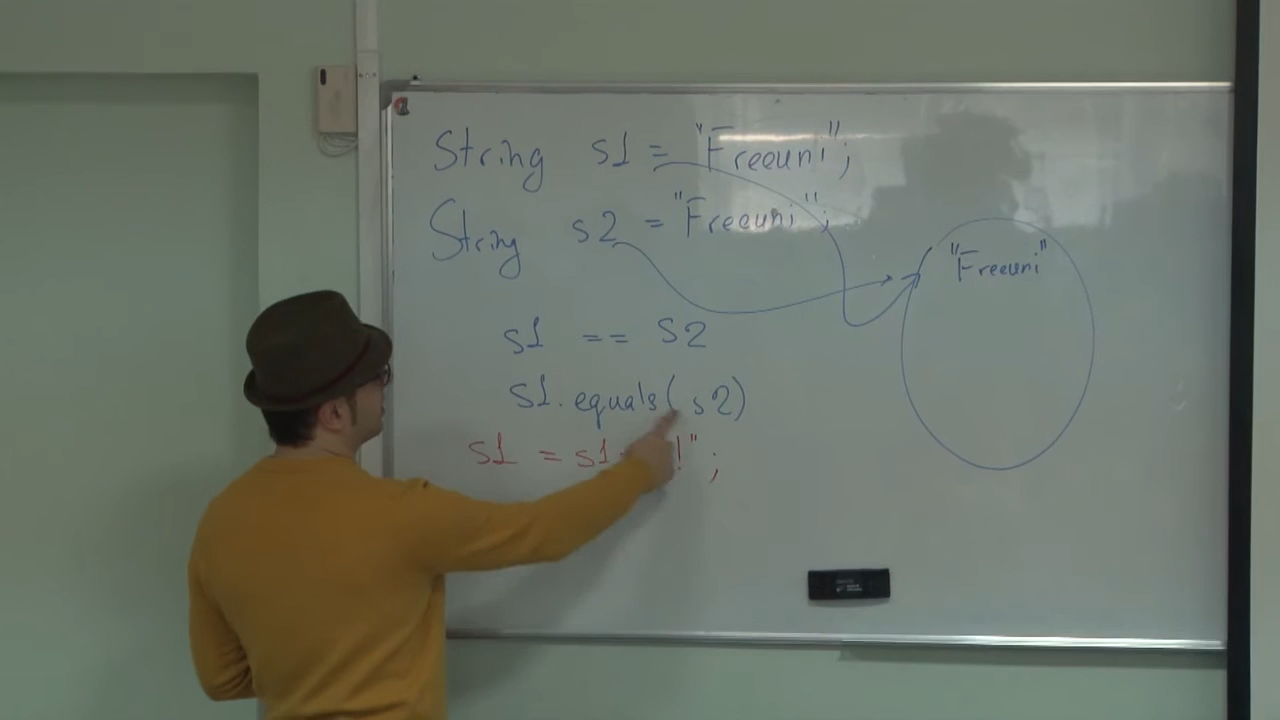 String s1 = "Freeuni";
String s2 = "Freeuni";
"Freeuni"
s1 == s2
s1.equals(s2)
s1 = s1 !";